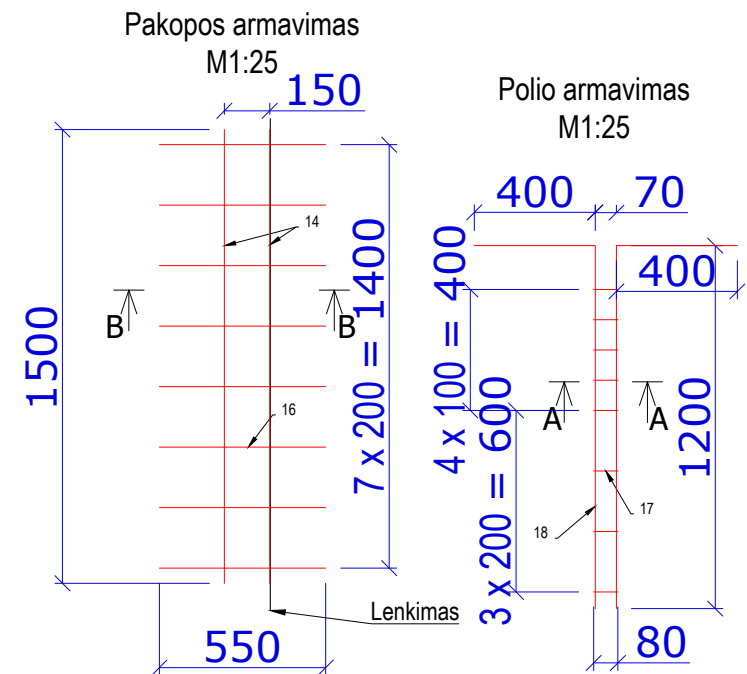 Pakopos armavimas
M1:25
150
14
B
B
1500
7 x 200 = 1400
16
Lenkimas
550
Polio armavimas
M1:25
400
70
400
4 x 100 = 400
A
A
3 x 200 = 600
1200
17
18
80